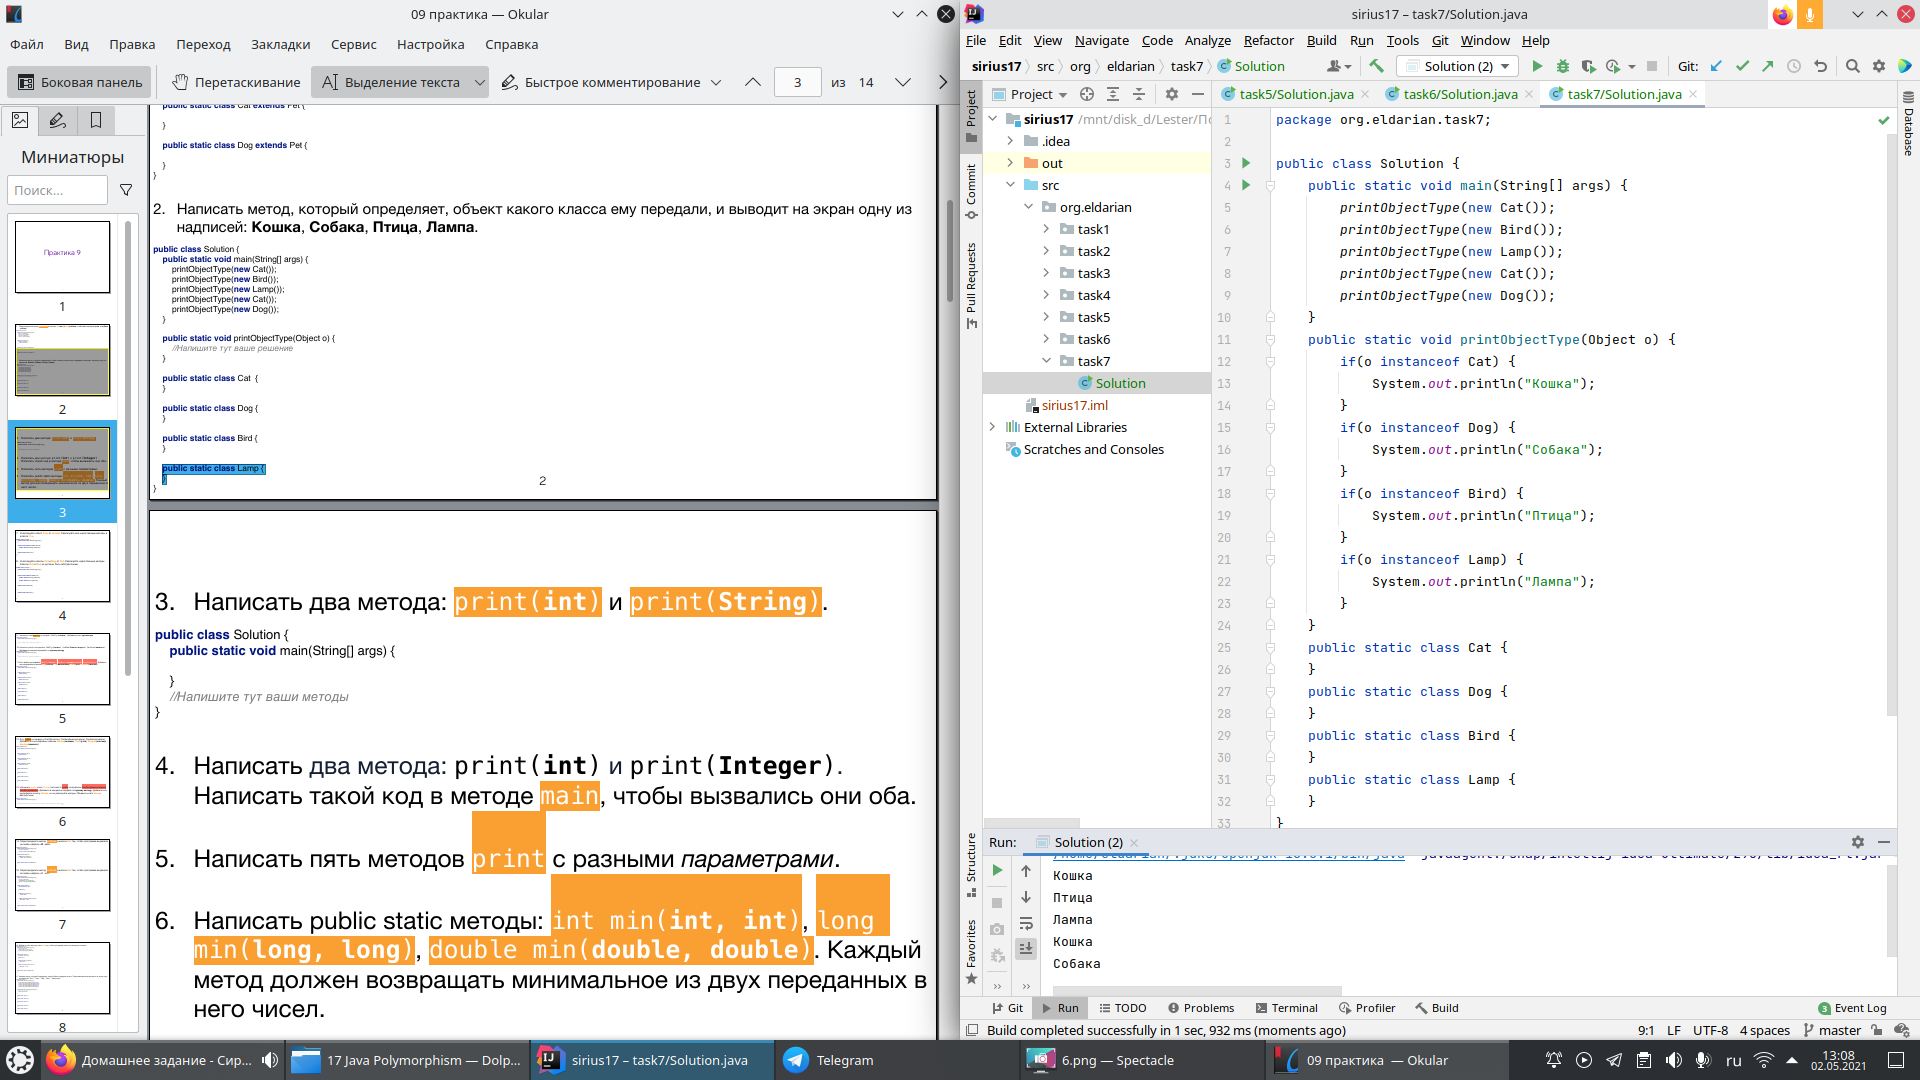 09 практика — Okular
Файл Вид Правка Переход Закладки Сервис Настройка Справка
Боковая панель Перетаскивание Выделение текста Быстрое комментирование 3 из 14
Миниатюры
Поиск...
Практика 9
1
2
3
4
5
6
7
8
public static class Cat extends Pet {
}
public static class Dog extends Pet {
}
}
2. Написать метод, который определяет, объект какого класса ему передали, и выводит на экран одну из
надписей: Кошка, Собака, Птица, Лампа.
public class Solution {
public static void main(String[] args) {
printObjectType(new Cat());
printObjectType(new Bird());
printObjectType(new Lamp());
printObjectType(new Cat());
printObjectType(new Dog());
}
public static void printObjectType(Object o) {
//Напишите тут ваше решение
}
public static class Cat {
}
public static class Dog {
}
public static class Bird {
}
public static class Lamp {
}
}
2
3. Написать два метода: print(int) и print(String).
public class Solution {
public static void main(String[] args) {
}
//Напишите тут ваши методы
}
4. Написать два метода: print(int) и print(Integer).
Написать такой код в методе main, чтобы вызвались они оба.
5. Написать пять методов print с разными параметрами.
6. Написать public static методы: int min(int, int), long
min(long, long), double min(double, double). Каждый
метод должен возвращать минимальное из двух переданных в
него чисел.
sirius17 – task7/Solution.java
File Edit View Navigate Code Analyze Refactor Build Run Tools Git Window Help
sirius17 src org eldarian task7 Solution Solution (2) Git:
Project
Commit
Pull Requests
Structure
Favorites
Database
Project
sirius17 /mnt/disk_d/Lester/По
.idea
out
src
org.eldarian
task1
task2
task3
task4
task5
task6
task7
Solution
sirius17.iml
External Libraries
Scratches and Consoles
task5/Solution.java task6/Solution.java task7/Solution.java
1 package org.eldarian.task7;
2
3 public class Solution {
4 public static void main(String[] args) {
5 printObjectType(new Cat());
6 printObjectType(new Bird());
7 printObjectType(new Lamp());
8 printObjectType(new Cat());
9 printObjectType(new Dog());
10 }
11 public static void printObjectType(Object o) {
12 if(o instanceof Cat) {
13 System.out.println("Кошка");
14 }
15 if(o instanceof Dog) {
16 System.out.println("Собака");
17 }
18 if(o instanceof Bird) {
19 System.out.println("Птица");
20 }
21 if(o instanceof Lamp) {
22 System.out.println("Лампа");
23 }
24 }
25 public static class Cat {
26 }
27 public static class Dog {
28 }
29 public static class Bird {
30 }
31 public static class Lamp {
32 }
33 }
Run: Solution (2)
Кошка
Птица
Лампа
Кошка
Собака
Git Run TODO Problems Terminal Profiler Build 3 Event Log
Build completed successfully in 1 sec, 932 ms (moments ago) 9:1 LF UTF-8 4 spaces master
Домашнее задание - Сир... 17 Java Polymorphism — Dolp... sirius17 – task7/Solution.java Telegram 6.png — Spectacle 09 практика — Okular ru 13:08
02.05.2021